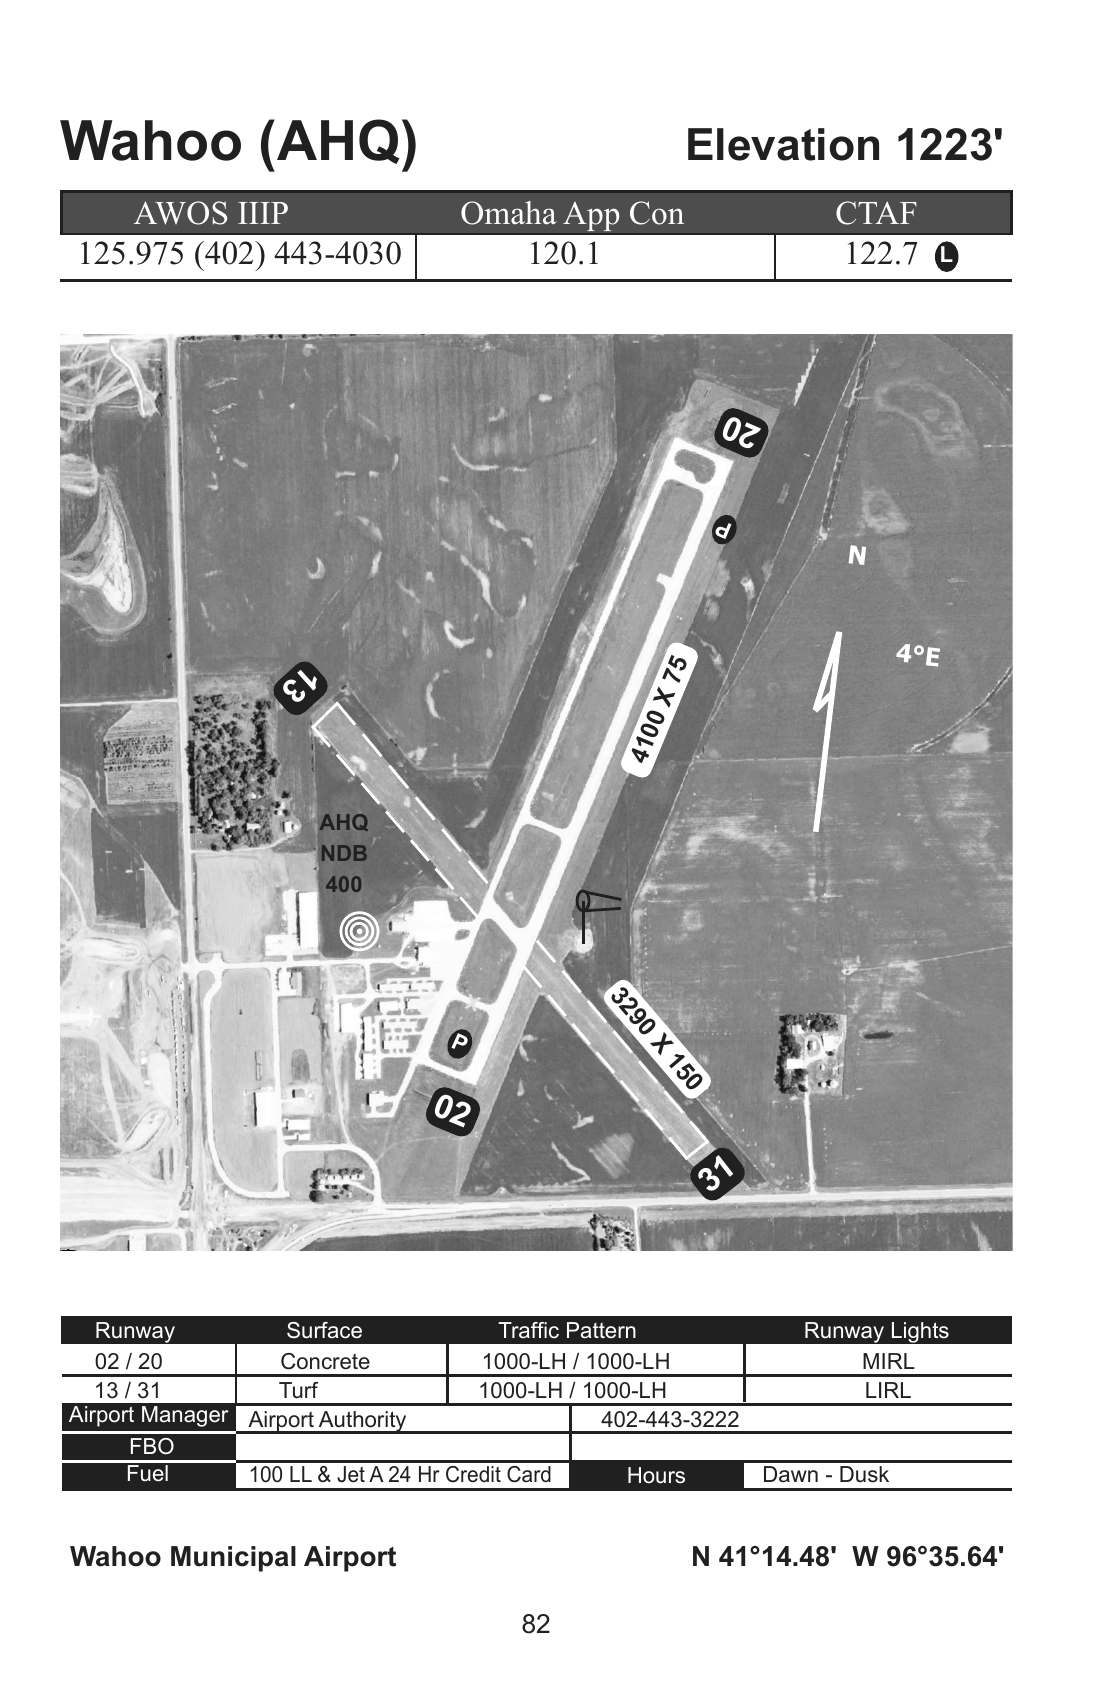 Wahoo (AHQ) Elevation 1223'
AWOS IIIP Omaha App Con CTAF
125.975 (402) 443-4030 120.1 122.7 L
20
P
N
4°E
13
4100 X 75
AHQ
NDB
400
3290 X 150
P
02
31
Runway Surface Traffic Pattern Runway Lights
02 / 20 Concrete 1000-LH / 1000-LH MIRL
13 / 31 Turf 1000-LH / 1000-LH LIRL
Airport Manager Airport Authority 402-443-3222
FBO
Fuel 100 LL & Jet A 24 Hr Credit Card Hours Dawn - Dusk
Wahoo Municipal Airport N 41°14.48' W 96°35.64'
82